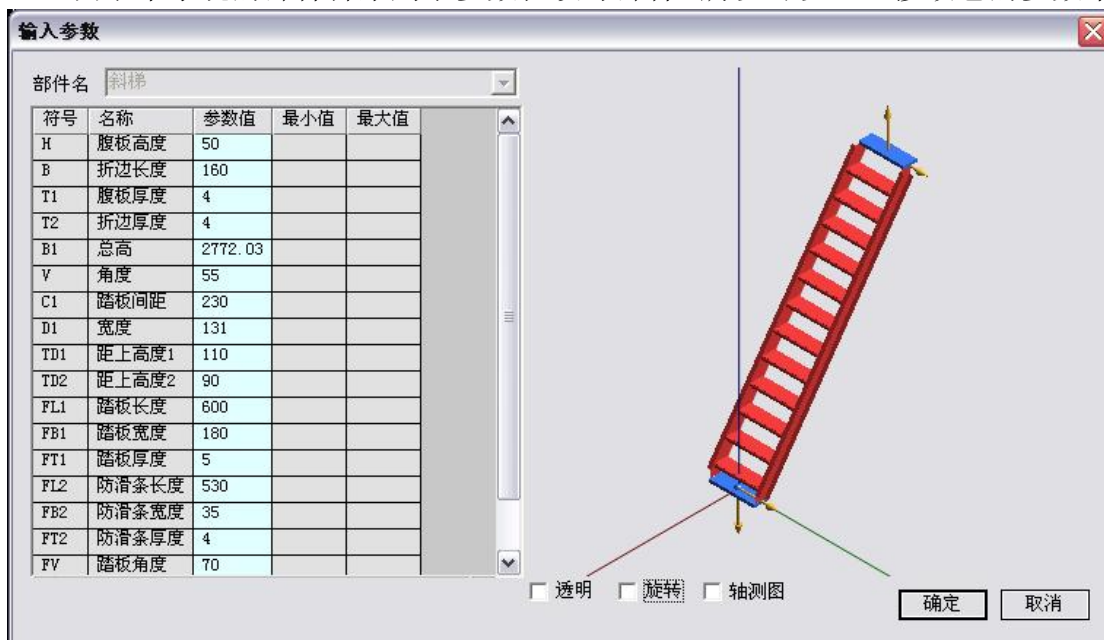 输入参数
部件名 斜梯
符号 名称 参数值 最小值 最大值
H 腹板高度 50
B 折边长度 160
T1 腹板厚度 4
T2 折边厚度 4
B1 总高 2772.03
V 角度 55
C1 踏板间距 230
D1 宽度 131
TD1 距上高度1 110
TD2 距上高度2 90
FL1 踏板长度 600
FB1 踏板宽度 180
FT1 踏板厚度 5
FL2 防滑条长度 530
FB2 防滑条宽度 35
FT2 防滑条厚度 4
FV 踏板角度 70
透明 旋转 轴测图
确定 取消